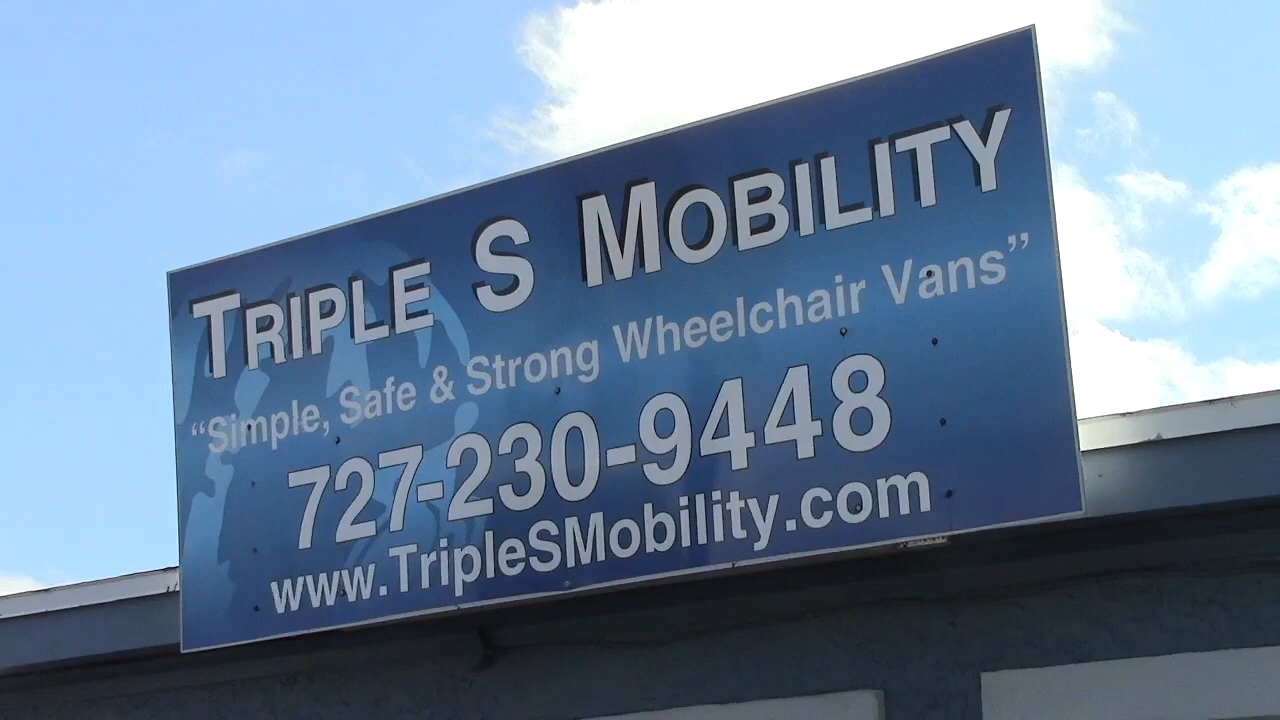 TRIPLE S MOBILITY
“Simple, Safe & Strong Wheelchair Vans”
727-230-9448
www.TripleSMobility.com